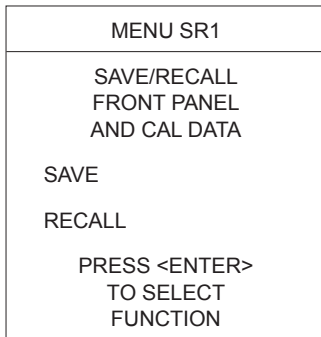 MENU SR1
SAVE/RECALL
FRONT PANEL
AND CAL DATA
SAVE
RECALL
PRESS <ENTER>
TO SELECT
FUNCTION